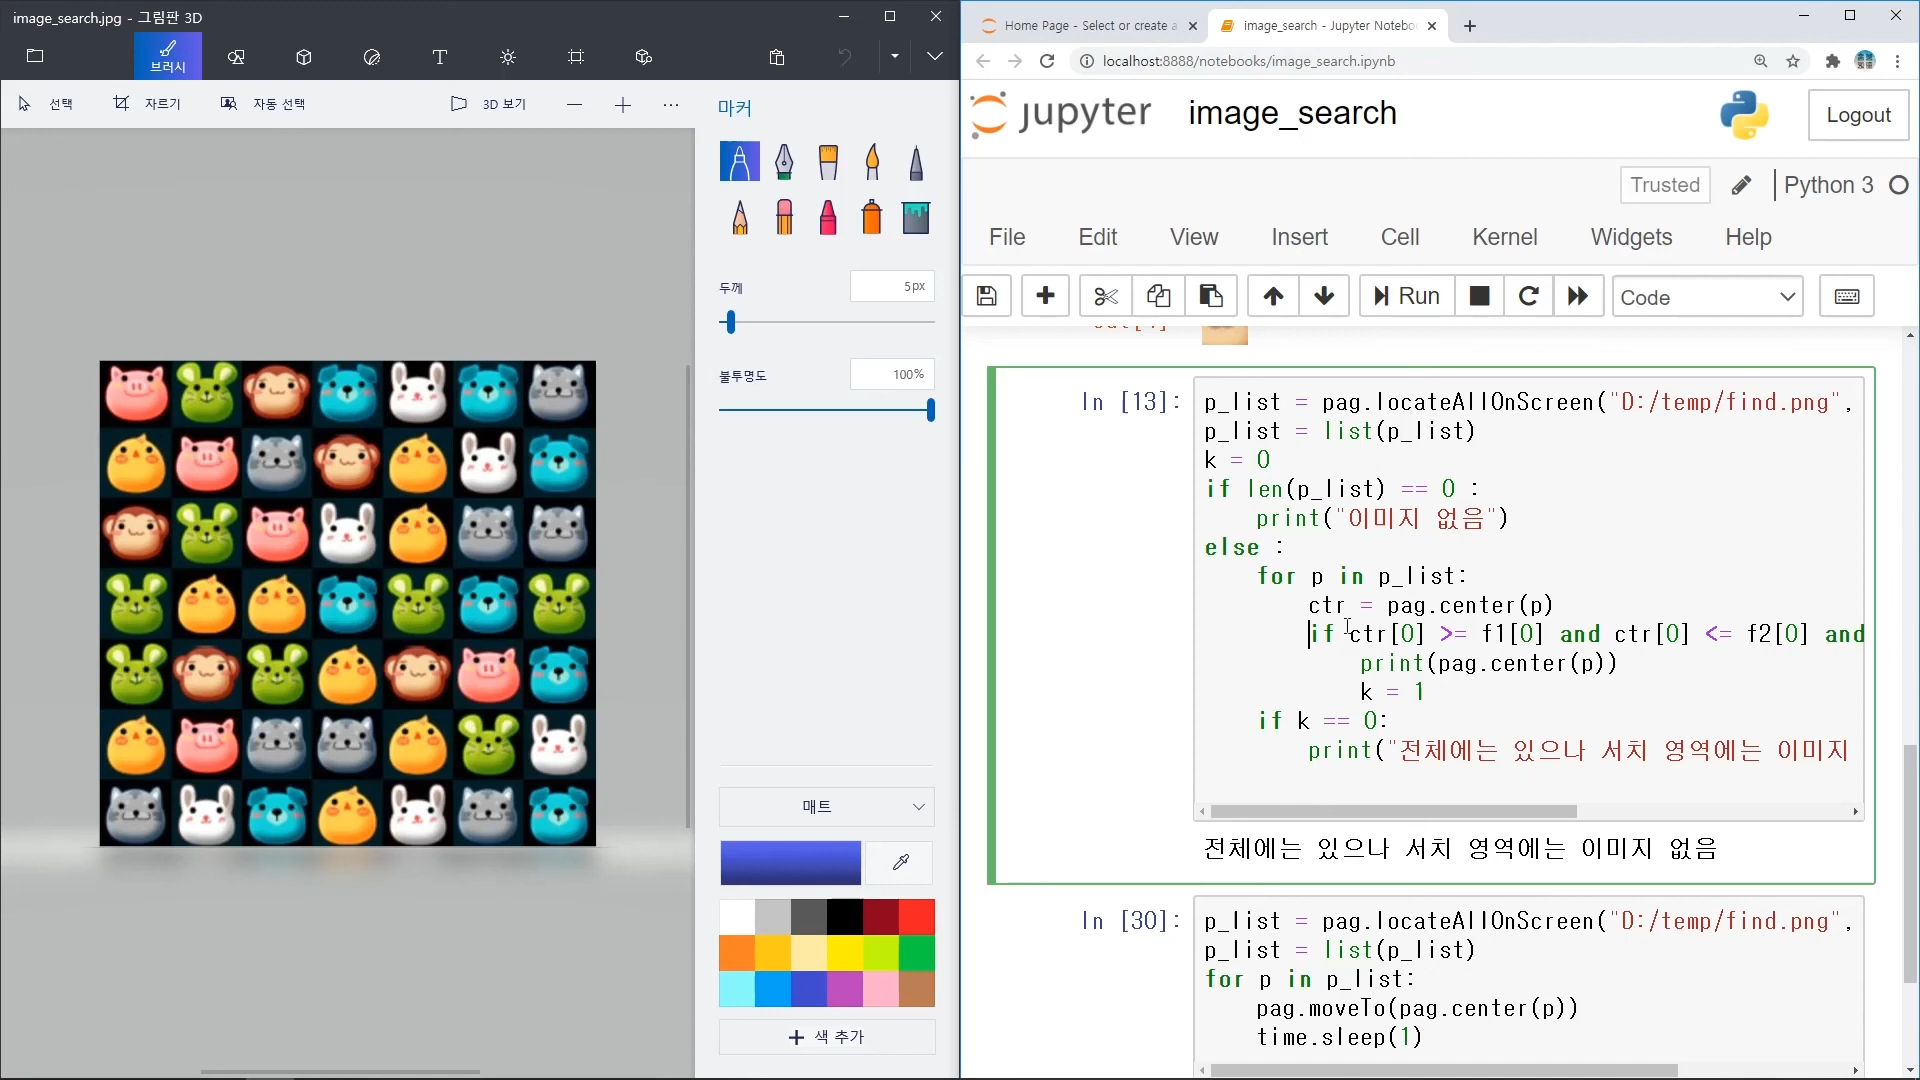 image_search.jpg - 그림판 3D
브러시
선택
자르기
자동 선택
3D 보기
마커
두께
5px
불투명도
100%
매트
색 추가
Home Page - Select or create a
image_search - Jupyter Notebo
localhost:8888/notebooks/image_search.ipynb
jupyter
image_search
Logout
Trusted
Python 3
File
Edit
View
Insert
Cell
Kernel
Widgets
Help
Run
Code
In [13]:
p_list = pag.locateAllOnScreen("D:/temp/find.png",
p_list = list(p_list)
k = 0
if len(p_list) == 0 :
print("이미지 없음")
else :
for p in p_list:
ctr = pag.center(p)
if ctr[0] >= f1[0] and ctr[0] <= f2[0] and
print(pag.center(p))
k = 1
if k == 0:
print("전체에는 있으나 서치 영역에는 이미지
전체에는 있으나 서치 영역에는 이미지 없음
In [30]:
p_list = pag.locateAllOnScreen("D:/temp/find.png",
p_list = list(p_list)
for p in p_list:
pag.moveTo(pag.center(p))
time.sleep(1)